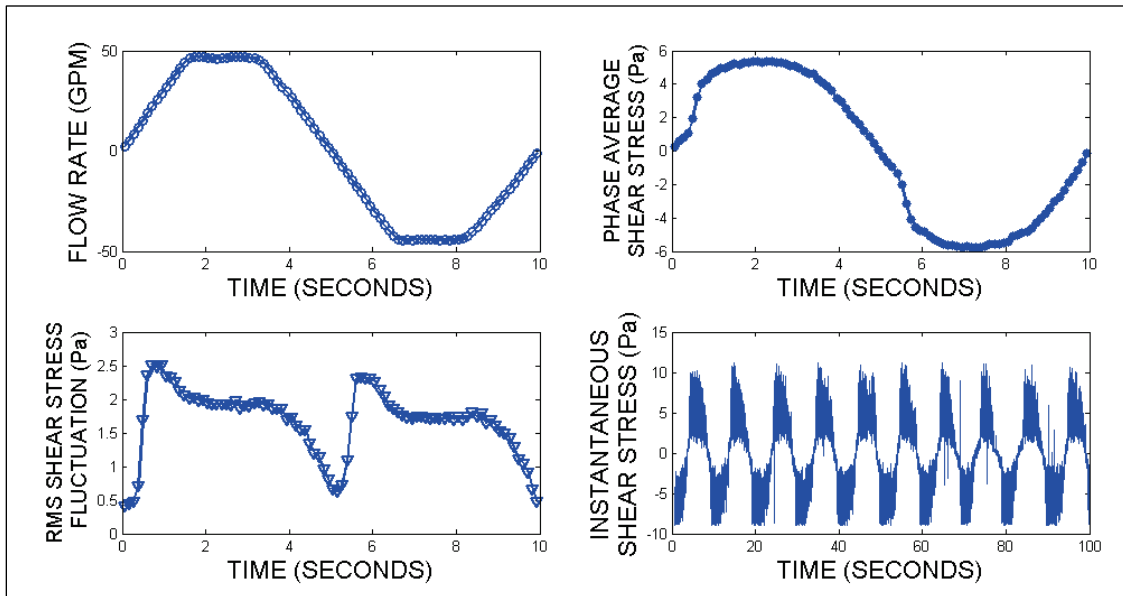 FLOW RATE (GPM)
50
0
-50
0 2 4 6 8 10
TIME (SECONDS)
PHASE AVERAGE
SHEAR STRESS (Pa)
6
4
2
0
-2
-4
-6
0 2 4 6 8 10
TIME (SECONDS)
RMS SHEAR STRESS
FLUCTUATION (Pa)
3
2.5
2
1.5
1
0.5
0
0 2 4 6 8 10
TIME (SECONDS)
INSTANTANEOUS
SHEAR STRESS (Pa)
15
10
5
0
-5
-10
0 20 40 60 80 100
TIME (SECONDS)